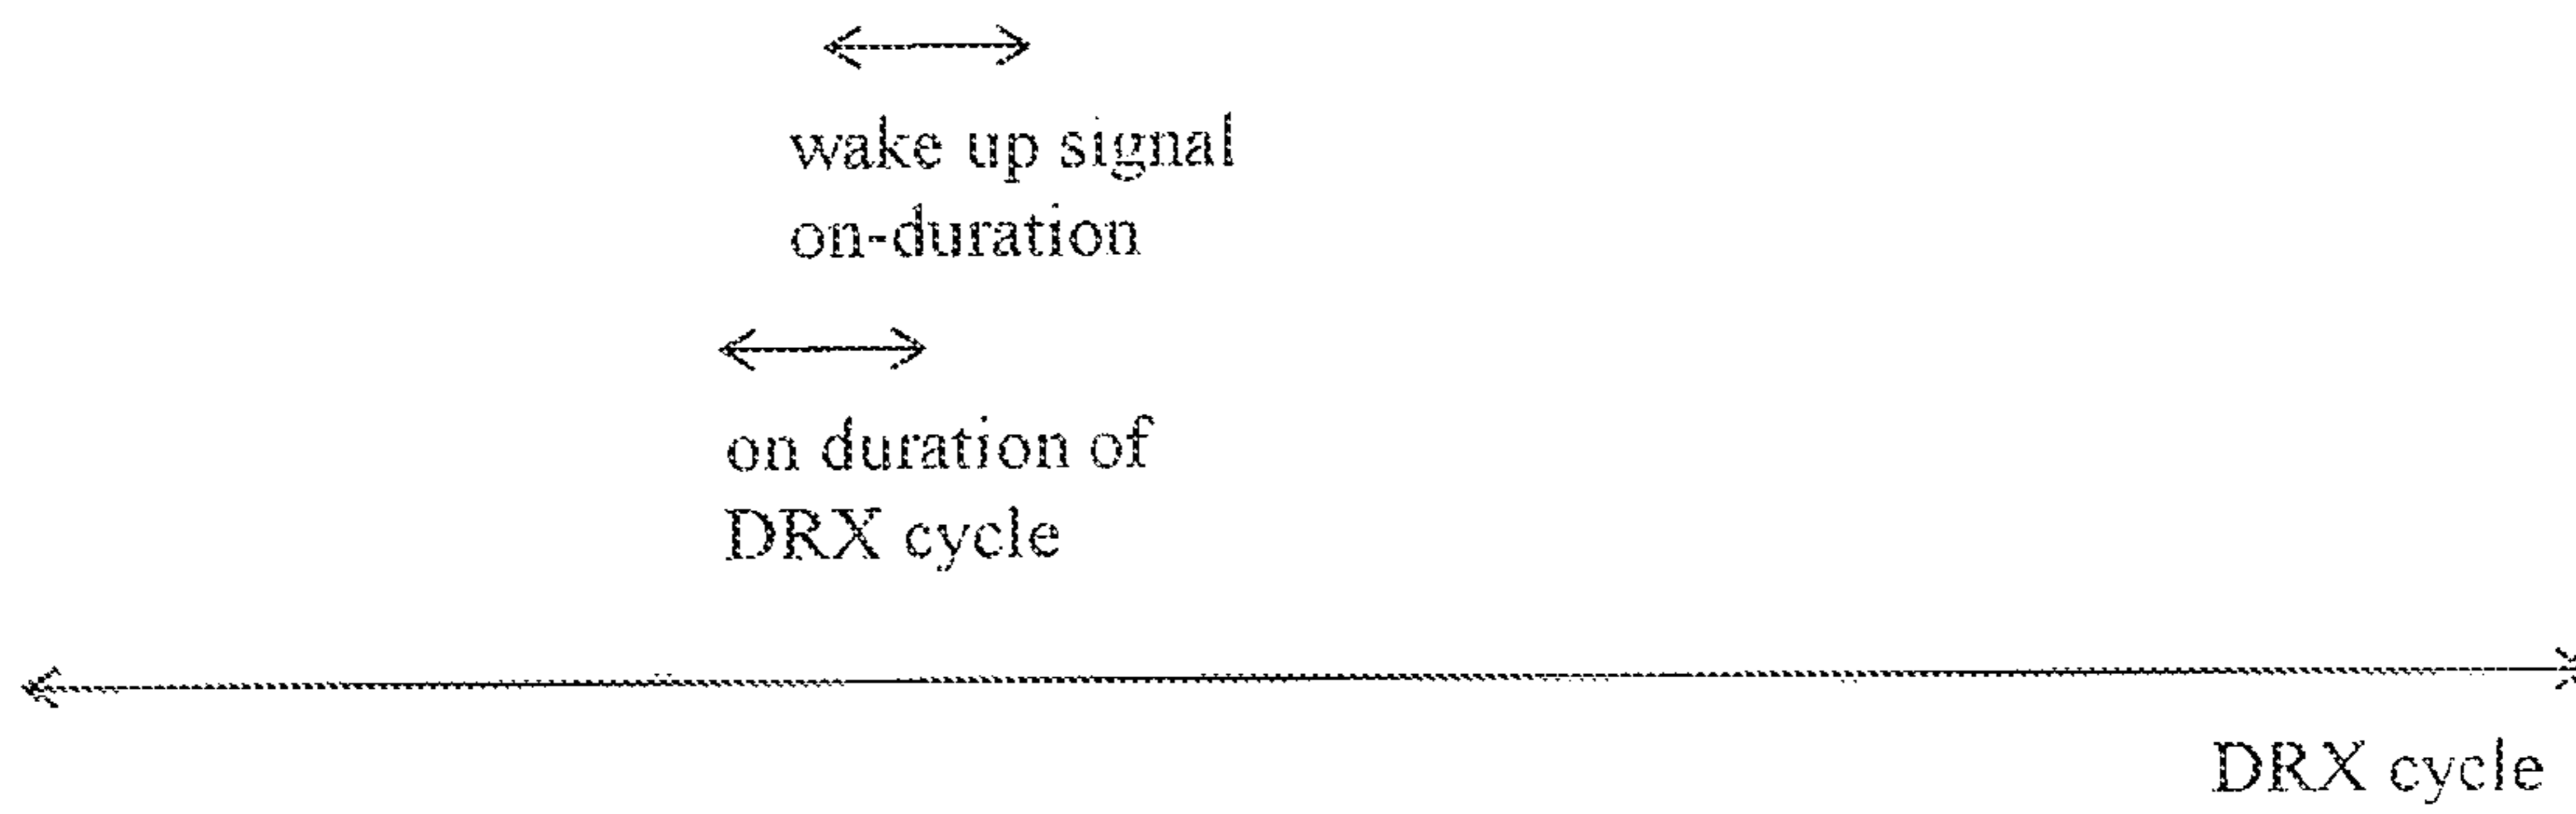 wake up signal
on-duration
on duration of
DRX cycle
DRX cycle